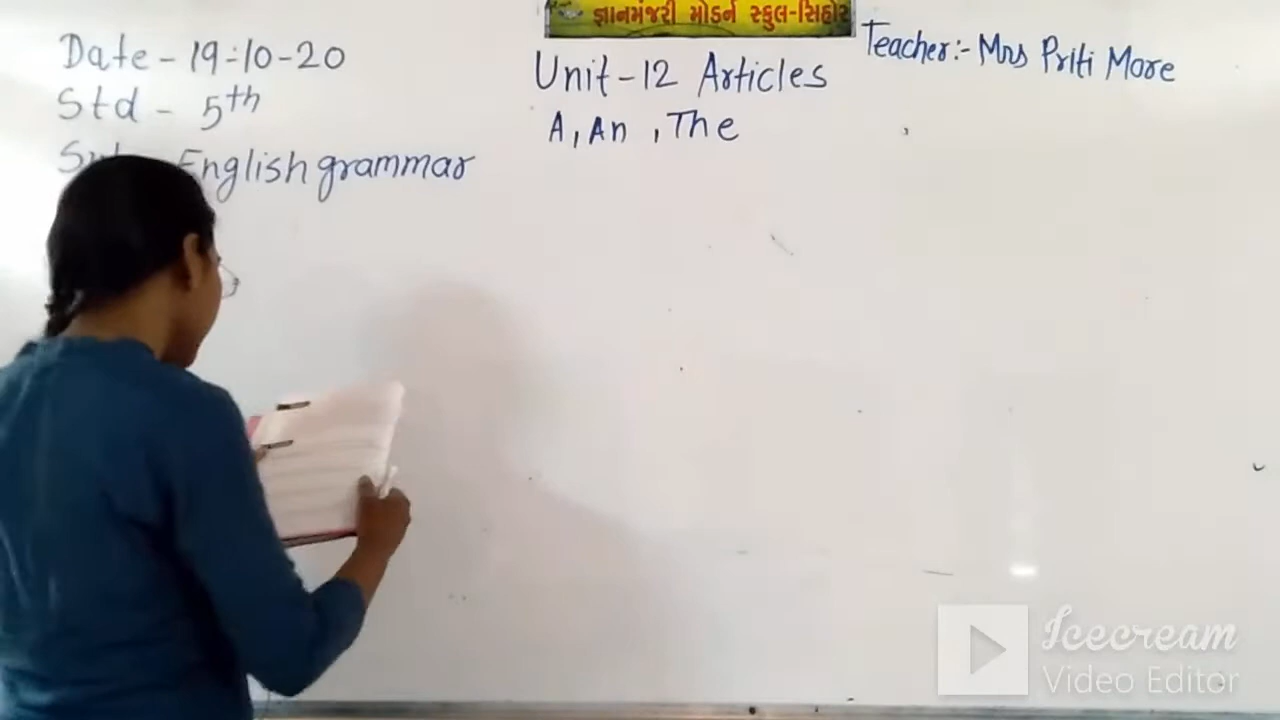 જ્ઞાનમંજરી મોડર્ન સ્કુલ-સિહોર
Date - 19-10-20
Std - 5th
English grammar
Unit-12 Articles
A, An, The
Teacher:- Mrs Priti More
Icecream
Video Editor